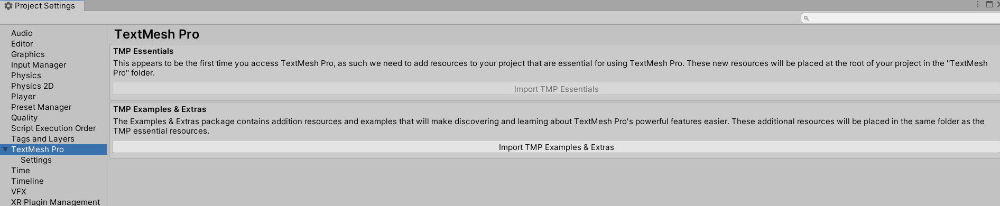 Project Settings
Audio
Editor
Graphics
Input Manager
Physics
Physics 2D
Player
Preset Manager
Quality
Script Execution Order
Tags and Layers
TextMesh Pro
Settings
Time
Timeline
VFX
XR Plugin Management
TextMesh Pro
TMP Essentials
This appears to be the first time you access TextMesh Pro, as such we need to add resources to your project that are essential for using TextMesh Pro. These new resources will be placed at the root of your project in the "TextMesh
Pro" folder.
Import TMP Essentials
TMP Examples & Extras
The Examples & Extras package contains addition resources and examples that will make discovering and learning about TextMesh Pro's powerful features easier. These additional resources will be placed in the same folder as the
TMP essential resources.
Import TMP Examples & Extras